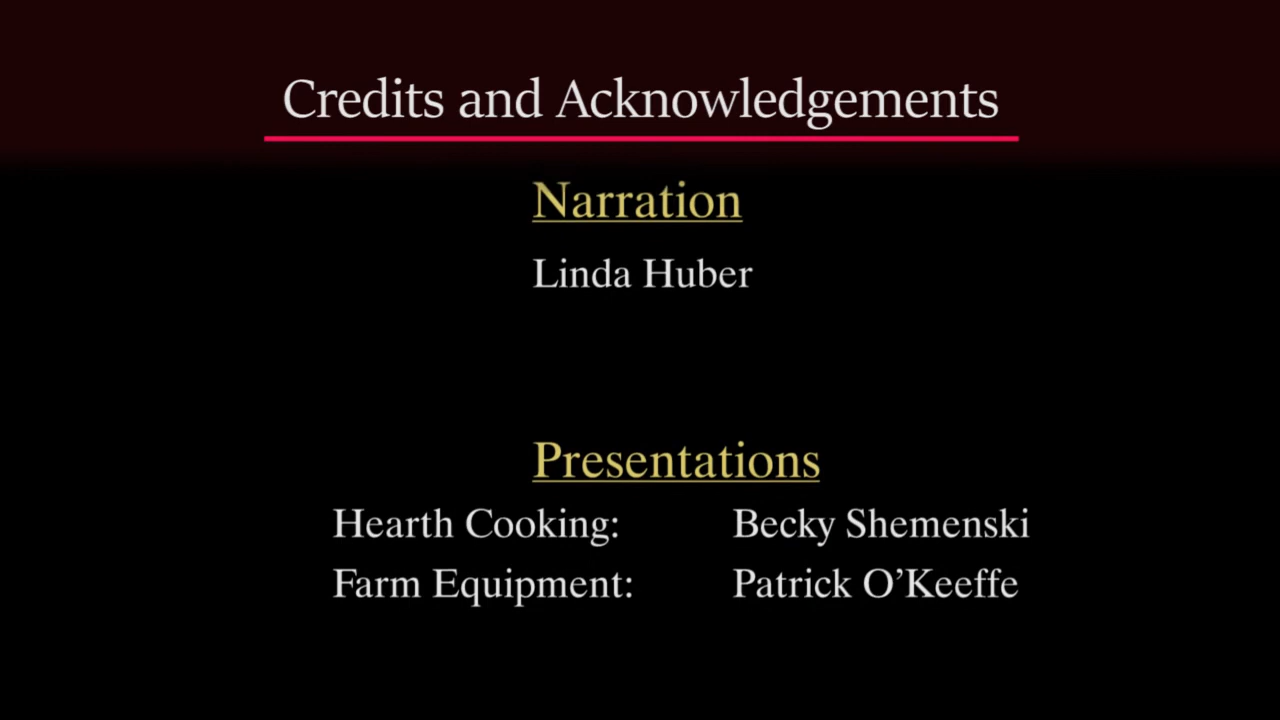 Credits and Acknowledgements
Narration
Linda Huber
Presentations
Hearth Cooking: Becky Shemenski
Farm Equipment: Patrick O’Keeffe